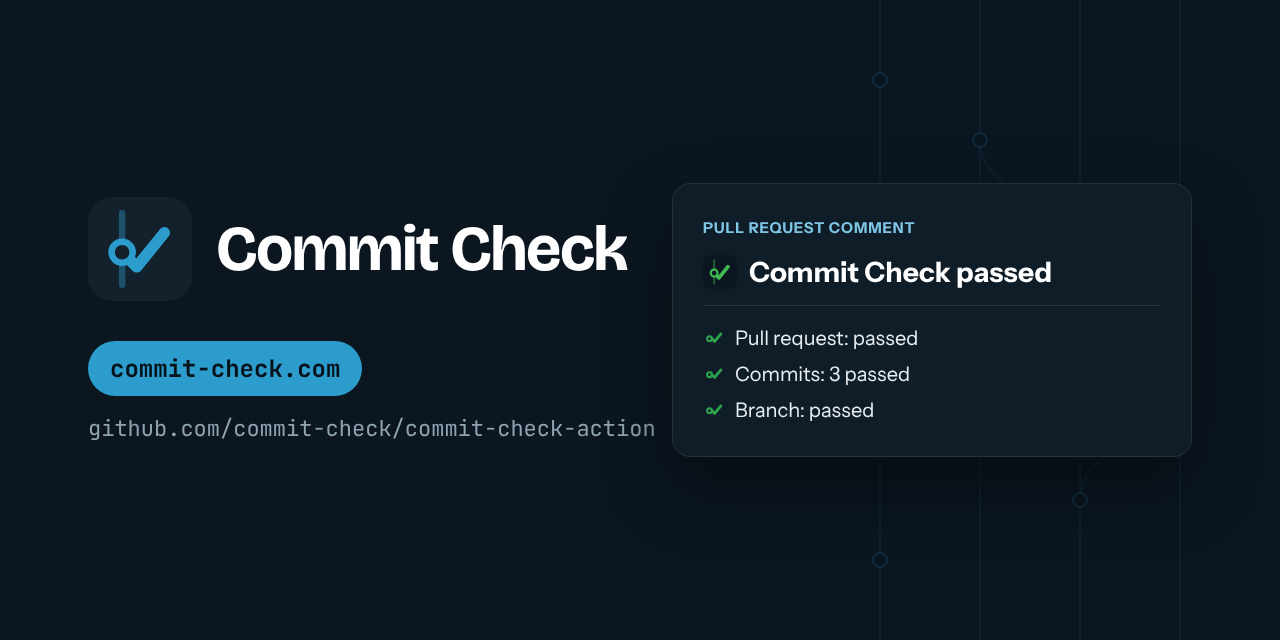 Commit Check
commit-check.com
github.com/commit-check/commit-check-action
PULL REQUEST COMMENT
Commit Check passed
Pull request: passed
Commits: 3 passed
Branch: passed